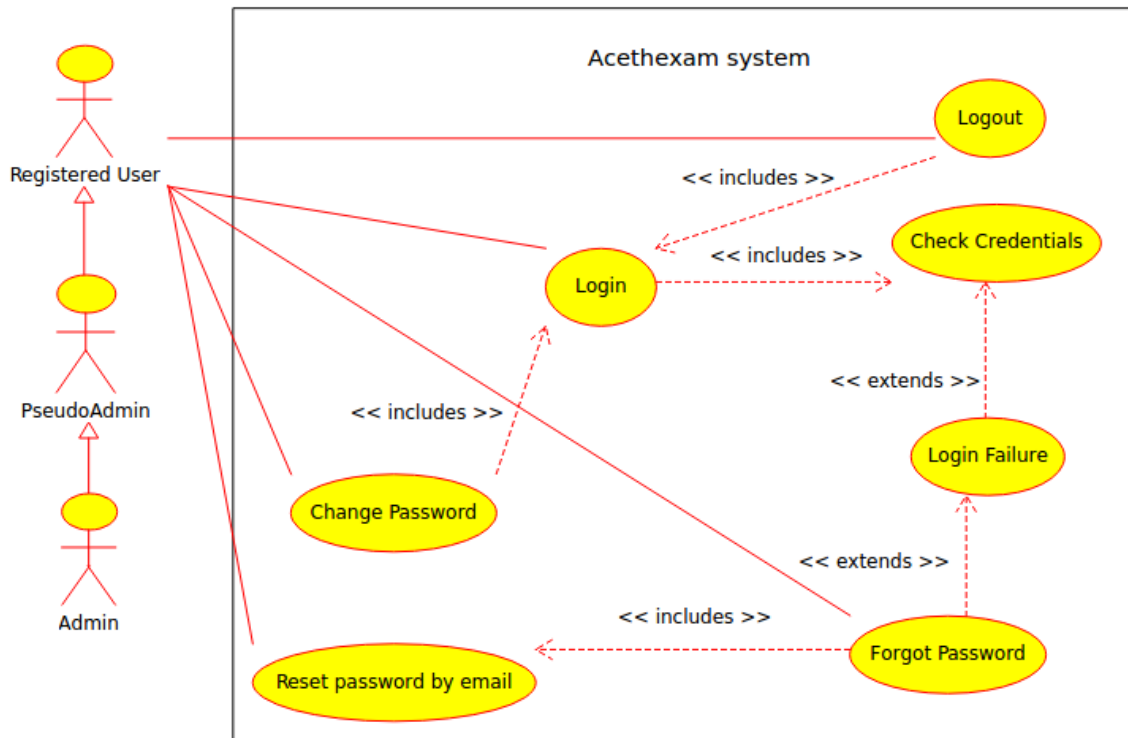 Acethexam system
Logout
Registered User
<< includes >>
Check Credentials
<< includes >>
Login
<< extends >>
PseudoAdmin
<< includes >>
Login Failure
Change Password
<< extends >>
Admin
<< includes >>
Forgot Password
Reset password by email